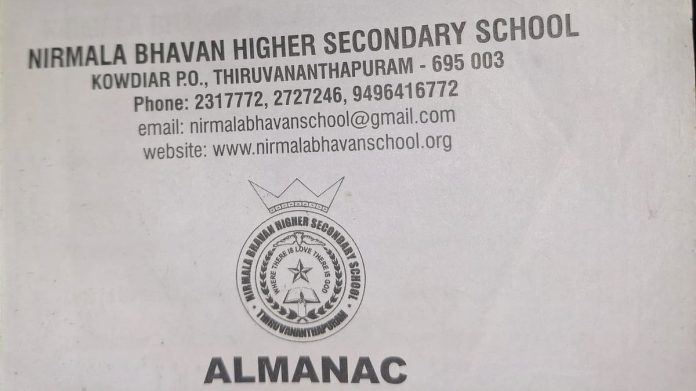 NIRMALA BHAVAN HIGHER SECONDARY SCHOOL
KOWDIAR P.O., THIRUVANANTHAPURAM - 695 003
Phone: 2317772, 2727246, 9496416772
email: nirmalabhavanschool@gmail.com
website: www.nirmalabhavanschool.org
NIRMALA BHAVAN HIGHER SECONDARY SCHOOL
WHERE THERE IS LOVE THERE IS GOD
• THIRUVANANTHAPURAM •
ALMANAC